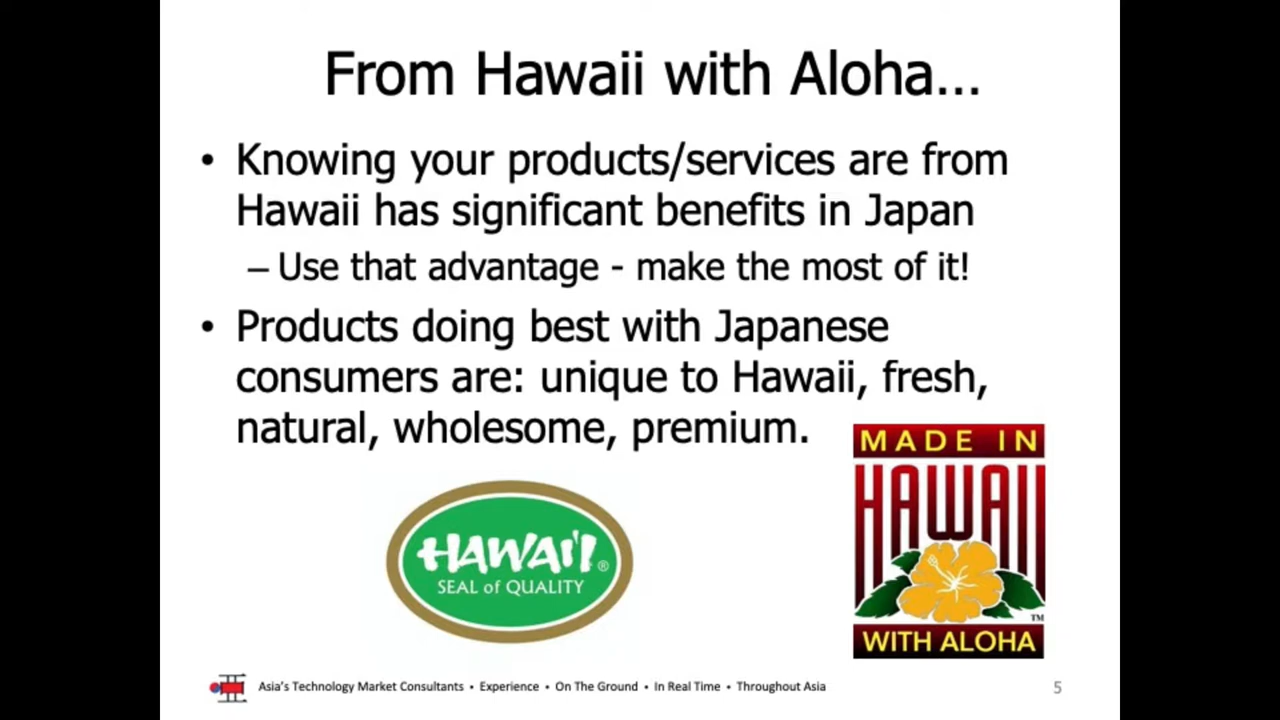 From Hawaii with Aloha...
• Knowing your products/services are from
Hawaii has significant benefits in Japan
– Use that advantage - make the most of it!
• Products doing best with Japanese
consumers are: unique to Hawaii, fresh,
natural, wholesome, premium.
MADE IN
HAWAII
TM
WITH ALOHA
HAWAI'I ®
SEAL of QUALITY
Asia's Technology Market Consultants • Experience • On The Ground • In Real Time • Throughout Asia
5